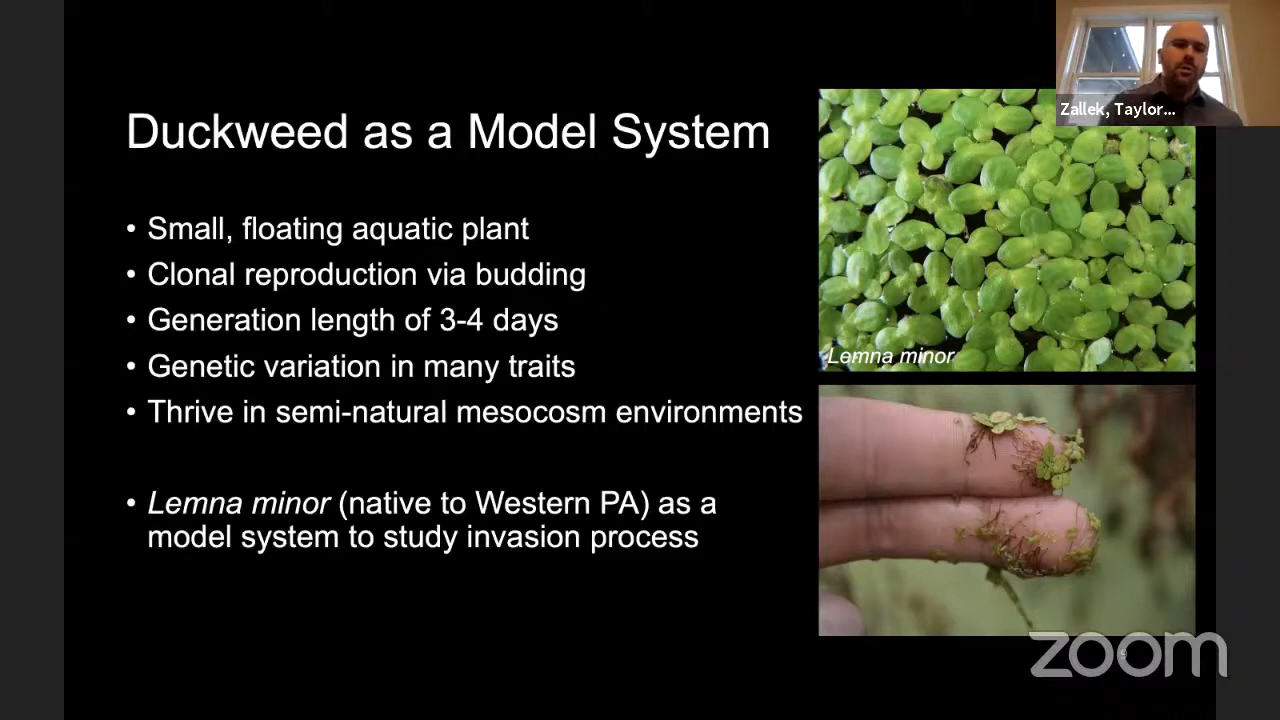 Zallek, Taylor...
Duckweed as a Model System
• Small, floating aquatic plant
• Clonal reproduction via budding
• Generation length of 3-4 days
• Genetic variation in many traits
• Thrive in semi-natural mesocosm environments
• Lemna minor (native to Western PA) as a
model system to study invasion process
Lemna minor
9
zoom